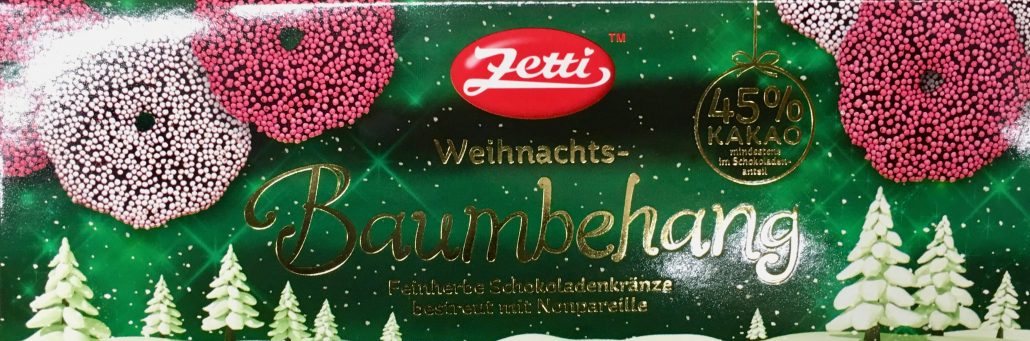 Zetti
TM
45%
KAKAO
mindestens
im Schokoladen-
anteil
Weihnachts-
Baumbehang
Feinherbe Schokoladenkränze
bestreut mit Nonpareille